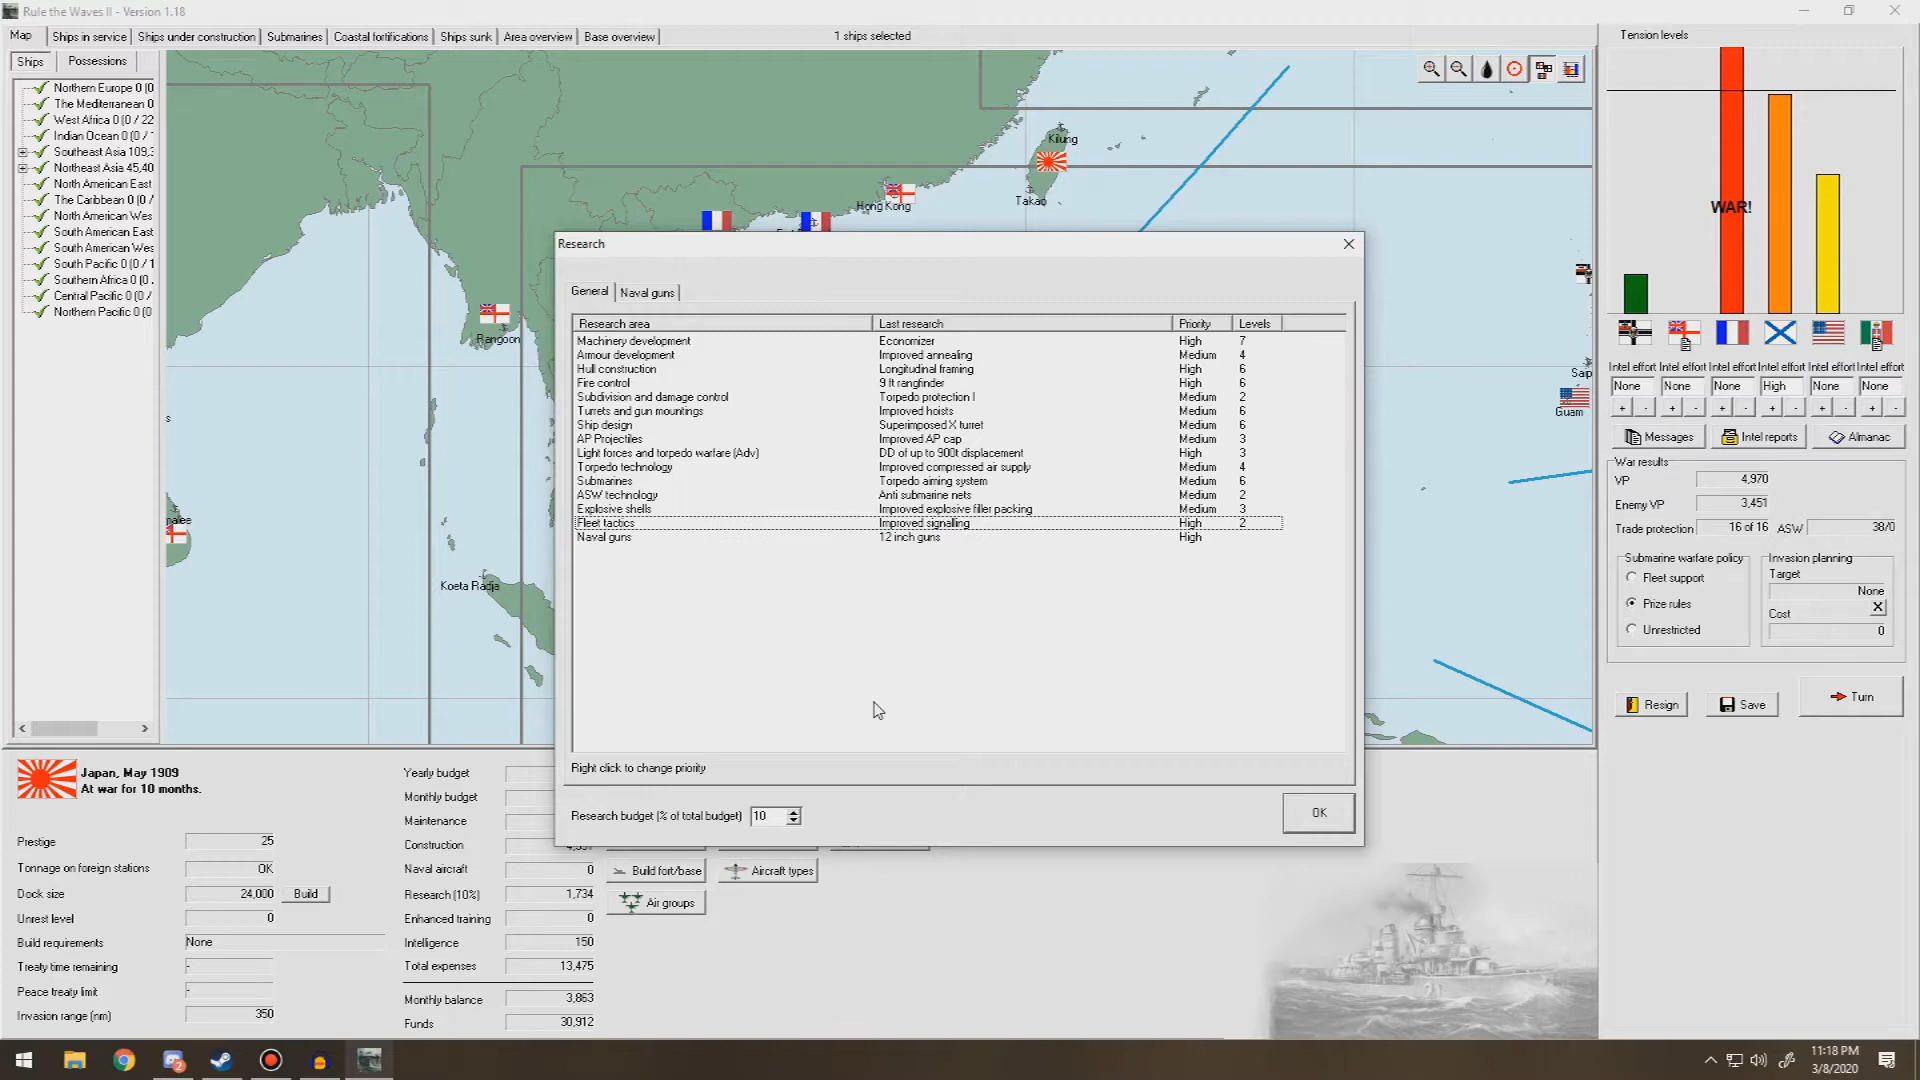 Rule the Waves II - Version 1.18
Map
Ships in service
Ships under construction
Submarines
Coastal fortifications
Ships sunk
Area overview
Base overview
1 ships selected
Ships
Possessions
Northern Europe 0 (0
The Mediterranean 0
West Africa 0 (0 / 22
Indian Ocean 0 (0 / 1
Southeast Asia 109,3
Northeast Asia 45,40
North American East
The Caribbean 0 (0 /
North American Wes
South American East
South American Wes
South Pacific 0 (0 / 1
Southern Africa 0 (0 .
Central Pacific 0 (0 /
Northern Pacific 0 (0
Kilung
Takao
Hong Kong
Rangoon
Koeta Radja
Guam
Research
General
Naval guns
Research area Last research Priority Levels
Machinery development Economizer High 7
Armour development Improved annealing Medium 4
Hull construction Longitudinal framing High 6
Fire control 9 ft rangfinder High 6
Subdivision and damage control Torpedo protection I Medium 2
Turrets and gun mountings Improved hoists Medium 6
Ship design Superimposed X turret Medium 6
AP Projectiles Improved AP cap Medium 3
Light forces and torpedo warfare (Adv) DD of up to 900t displacement High 3
Torpedo technology Improved compressed air supply Medium 4
Submarines Torpedo aiming system Medium 6
ASW technology Anti submarine nets Medium 2
Explosive shells Improved explosive filler packing Medium 3
Fleet tactics Improved signalling High 2
Naval guns 12 inch guns High
Right click to change priority
Research budget (% of total budget) 10
OK
Tension levels
WAR!
Intel effort Intel effort Intel effort Intel effort Intel effort Intel effort
None None None High None None
+ - + - + - + - + - + -
Messages
Intel reports
Almanac
War results
VP 4,970
Enemy VP 3,451
Trade protection 16 of 16 ASW 38/0
Submarine warfare policy
Fleet support
Prize rules
Unrestricted
Invasion planning
Target
None
Cost X
0
Resign
Save
Turn
Japan, May 1909
At war for 10 months.
Prestige 25
Tonnage on foreign stations OK
Dock size 24,000 Build
Unrest level 0
Build requirements None
Treaty time remaining -
Peace treaty limit -
Invasion range (nm) 350
Yearly budget
Monthly budget
Maintenance
Construction
Naval aircraft 0
Research (10%) 1,734
Enhanced training 0
Intelligence 150
Total expenses 13,475
Monthly balance 3,863
Funds 30,912
Build fort/base
Aircraft types
Air groups
2
11:18 PM
3/8/2020